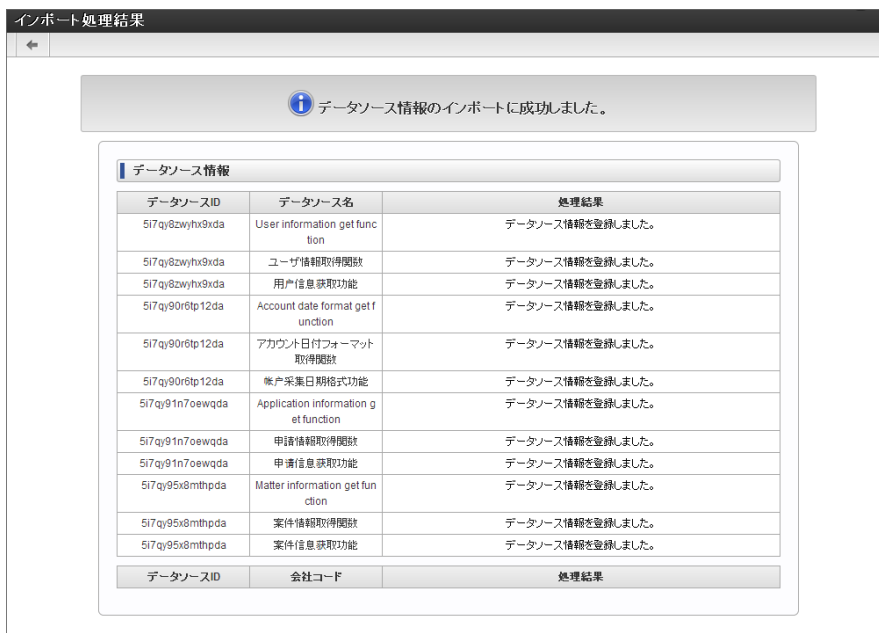 インポート処理結果
データソース情報のインポートに成功しました。
データソース情報
データソースID データソース名 処理結果
5i7qy8zwyhx9xda User information get func データソース情報を登録しました。
tion
5i7qy8zwyhx9xda ユーザ情報取得関数 データソース情報を登録しました。
5i7qy8zwyhx9xda 用户信息获取功能 データソース情報を登録しました。
5i7qy90r6tp12da Account date format get f データソース情報を登録しました。
unction
5i7qy90r6tp12da アカウント日付フォーマット データソース情報を登録しました。
取得関数
5i7qy90r6tp12da 帐户采集日期格式功能 データソース情報を登録しました。
5i7qy91n7oewqda Application information g データソース情報を登録しました。
et function
5i7qy91n7oewqda 申請情報取得関数 データソース情報を登録しました。
5i7qy91n7oewqda 申请信息获取功能 データソース情報を登録しました。
5i7qy95x8mthpda Matter information get fun データソース情報を登録しました。
ction
5i7qy95x8mthpda 案件情報取得関数 データソース情報を登録しました。
5i7qy95x8mthpda 案件信息获取功能 データソース情報を登録しました。
データソースID 会社コード 処理結果